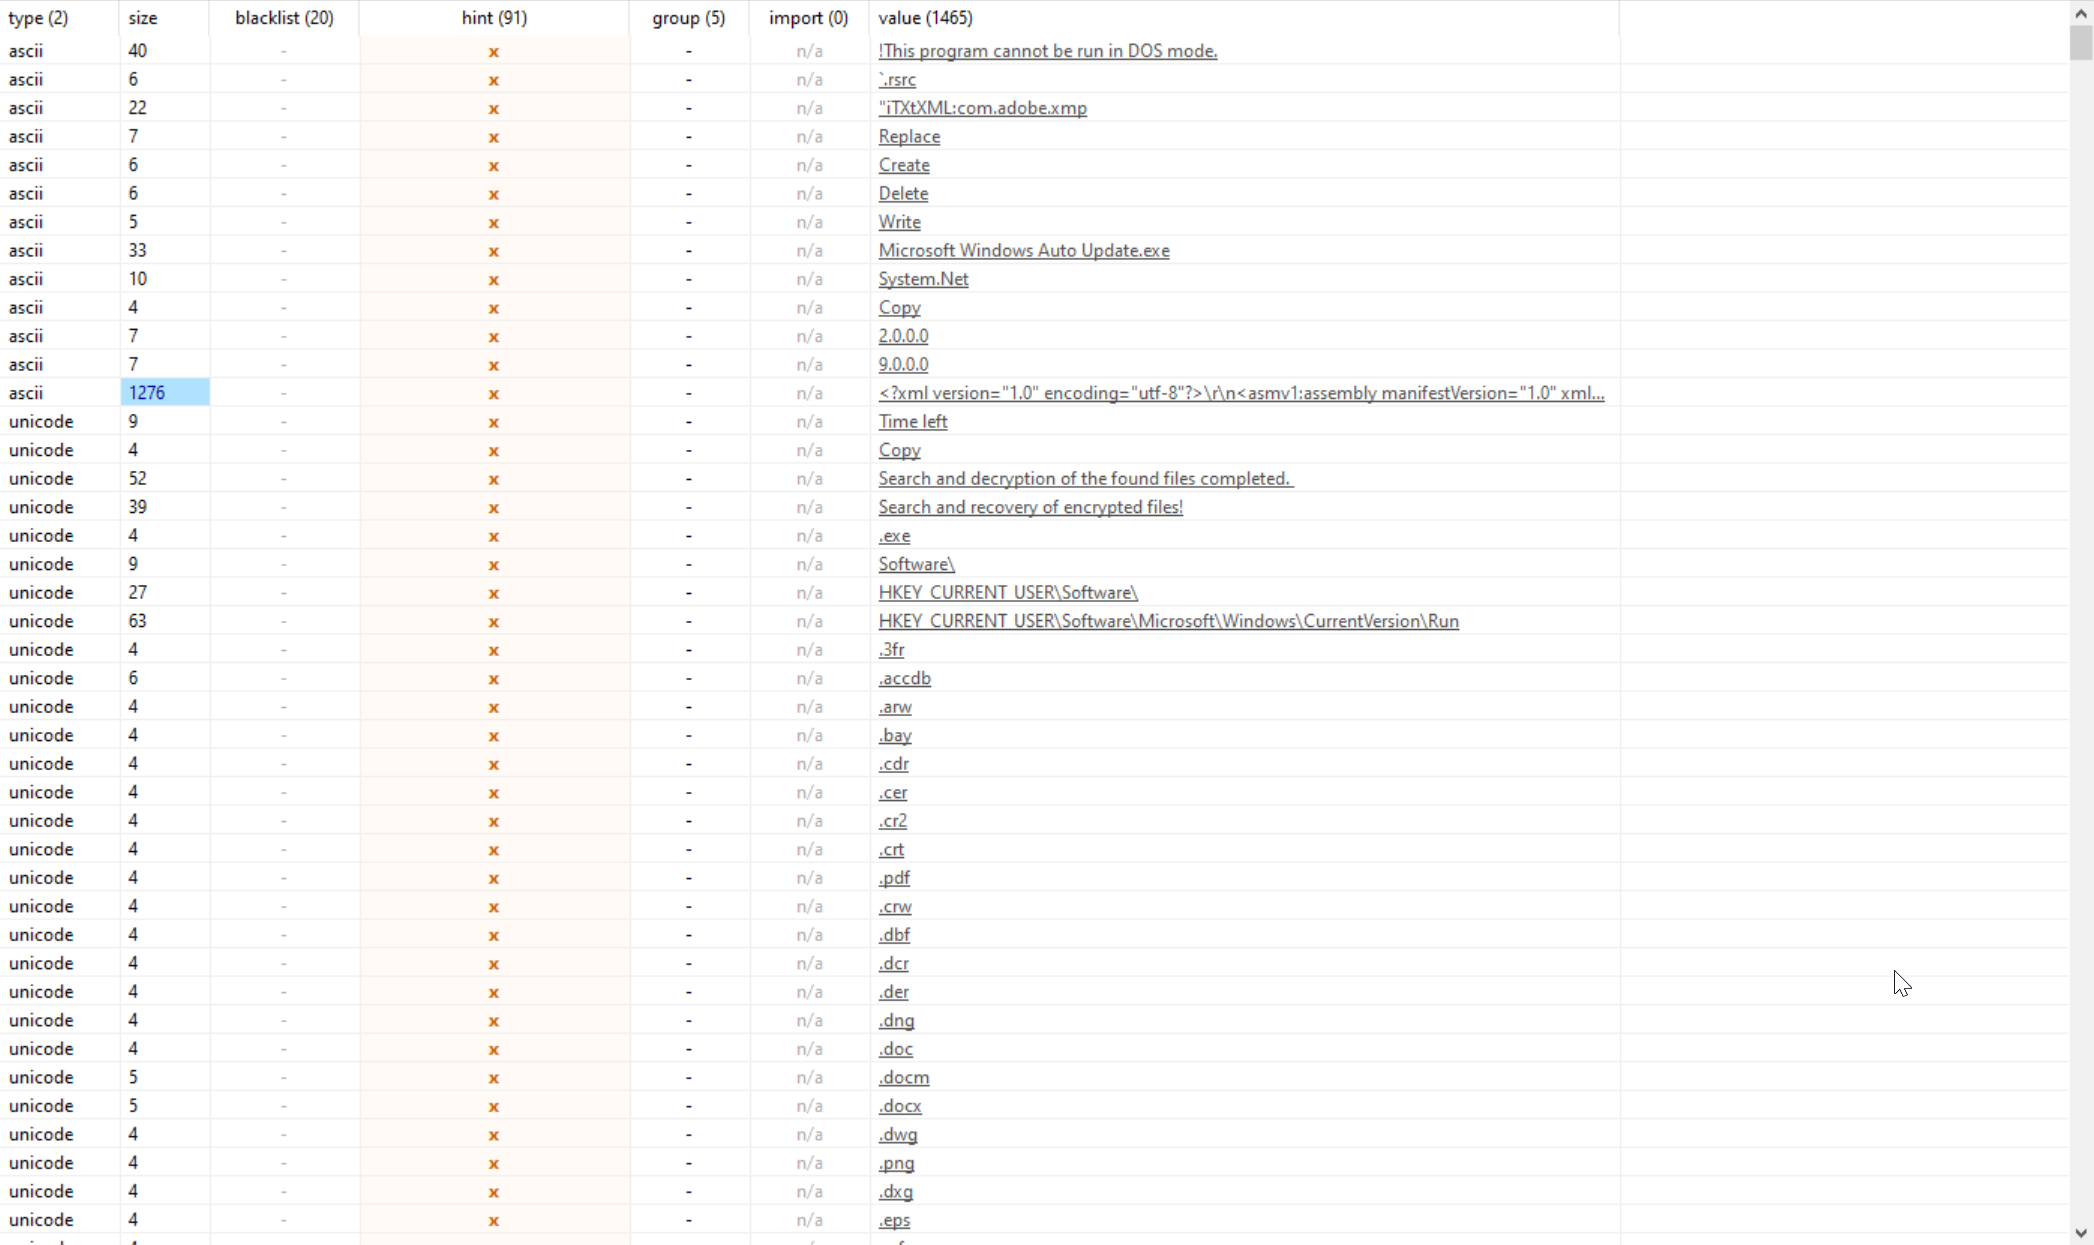 type (2) size blacklist (20) hint (91) group (5) import (0) value (1465)
ascii 40 - x - n/a !This program cannot be run in DOS mode.
ascii 6 - x - n/a `.rsrc
ascii 22 - x - n/a "iTXtXML:com.adobe.xmp
ascii 7 - x - n/a Replace
ascii 6 - x - n/a Create
ascii 6 - x - n/a Delete
ascii 5 - x - n/a Write
ascii 33 - x - n/a Microsoft Windows Auto Update.exe
ascii 10 - x - n/a System.Net
ascii 4 - x - n/a Copy
ascii 7 - x - n/a 2.0.0.0
ascii 7 - x - n/a 9.0.0.0
ascii 1276 - x - n/a <?xml version="1.0" encoding="utf-8"?>\r\n<asmv1:assembly manifestVersion="1.0" xml...
unicode 9 - x - n/a Time left
unicode 4 - x - n/a Copy
unicode 52 - x - n/a Search and decryption of the found files completed.
unicode 39 - x - n/a Search and recovery of encrypted files!
unicode 4 - x - n/a .exe
unicode 9 - x - n/a Software\
unicode 27 - x - n/a HKEY_CURRENT_USER\Software\
unicode 63 - x - n/a HKEY_CURRENT_USER\Software\Microsoft\Windows\CurrentVersion\Run
unicode 4 - x - n/a .3fr
unicode 6 - x - n/a .accdb
unicode 4 - x - n/a .arw
unicode 4 - x - n/a .bay
unicode 4 - x - n/a .cdr
unicode 4 - x - n/a .cer
unicode 4 - x - n/a .cr2
unicode 4 - x - n/a .crt
unicode 4 - x - n/a .pdf
unicode 4 - x - n/a .crw
unicode 4 - x - n/a .dbf
unicode 4 - x - n/a .dcr
unicode 4 - x - n/a .der
unicode 4 - x - n/a .dng
unicode 4 - x - n/a .doc
unicode 5 - x - n/a .docm
unicode 5 - x - n/a .docx
unicode 4 - x - n/a .dwg
unicode 4 - x - n/a .png
unicode 4 - x - n/a .dxg
unicode 4 - x - n/a .eps